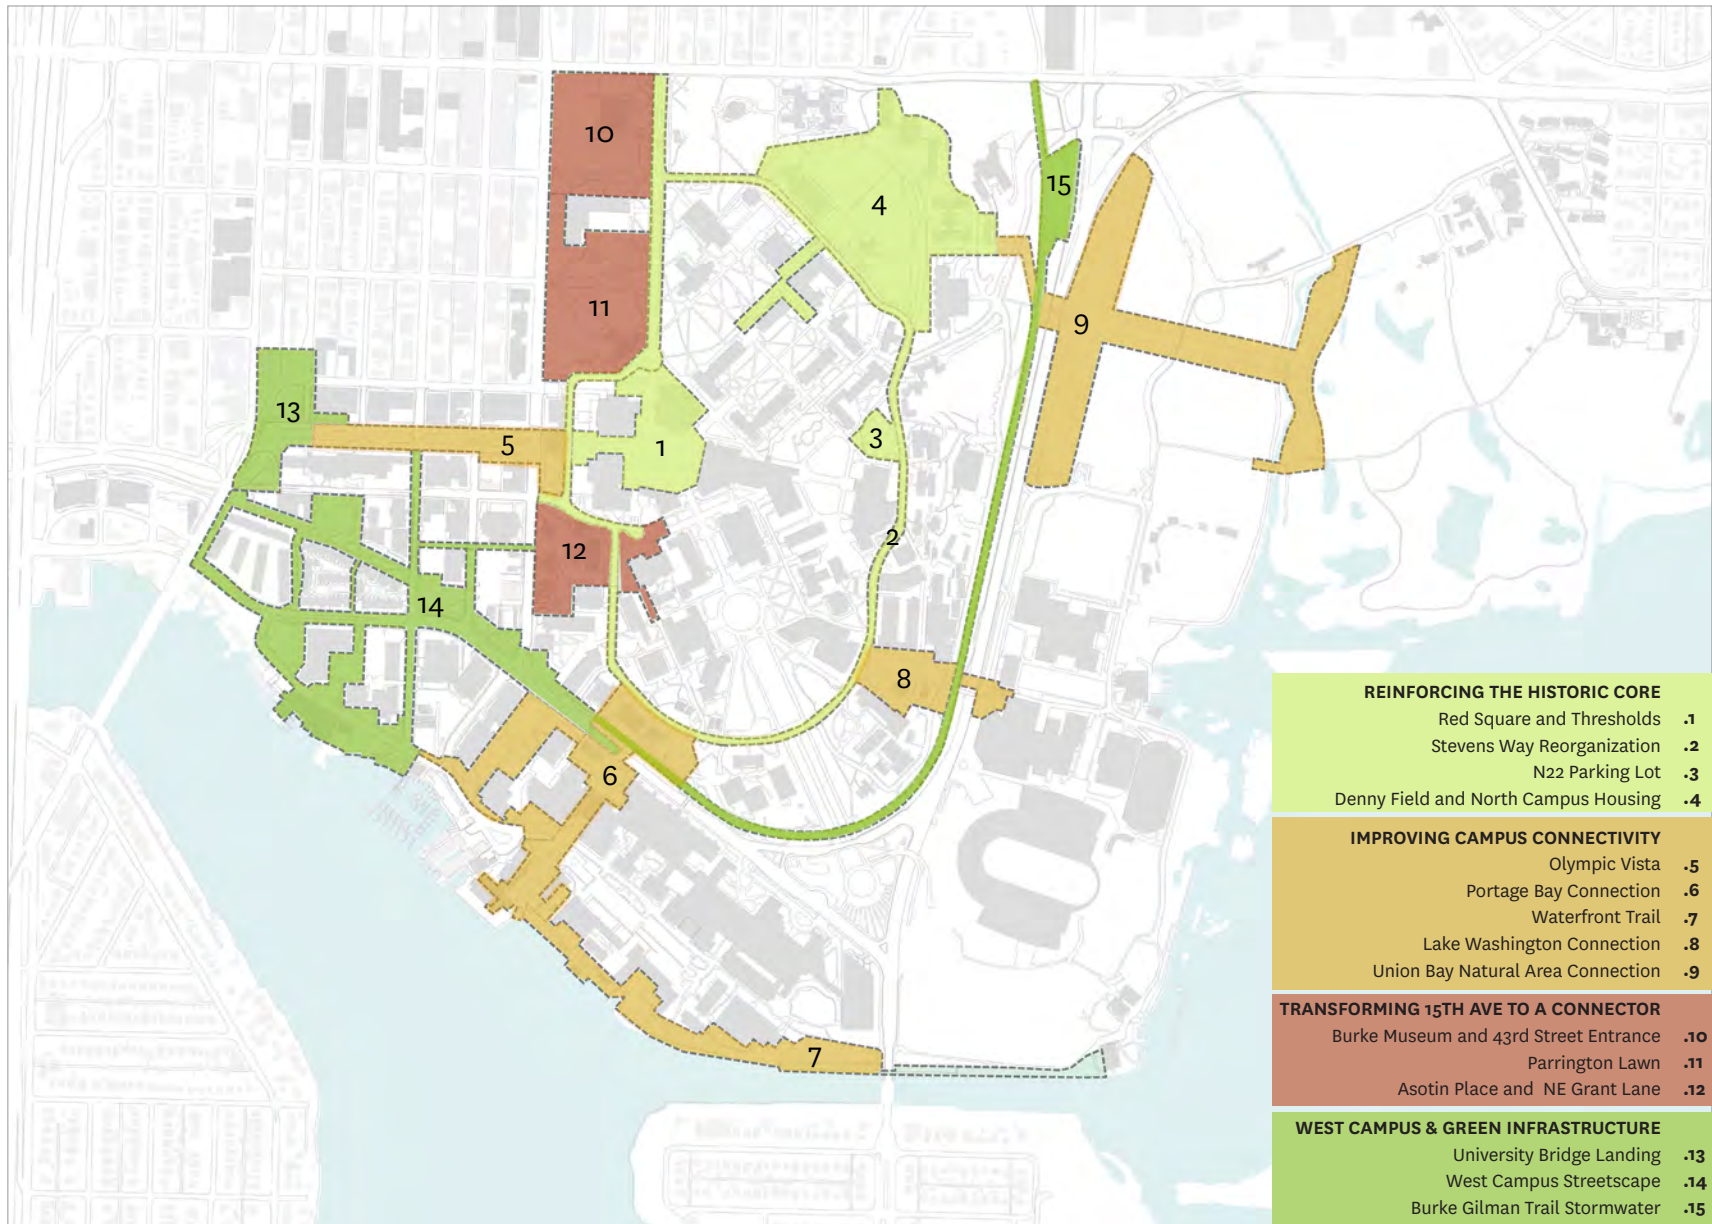 10
15
4
11
9
13
5
1
3
2
12
14
8
6
7
REINFORCING THE HISTORIC CORE
Red Square and Thresholds .1
Stevens Way Reorganization .2
N22 Parking Lot .3
Denny Field and North Campus Housing .4
IMPROVING CAMPUS CONNECTIVITY
Olympic Vista .5
Portage Bay Connection .6
Waterfront Trail .7
Lake Washington Connection .8
Union Bay Natural Area Connection .9
TRANSFORMING 15TH AVE TO A CONNECTOR
Burke Museum and 43rd Street Entrance .10
Parrington Lawn .11
Asotin Place and NE Grant Lane .12
WEST CAMPUS & GREEN INFRASTRUCTURE
University Bridge Landing .13
West Campus Streetscape .14
Burke Gilman Trail Stormwater .15